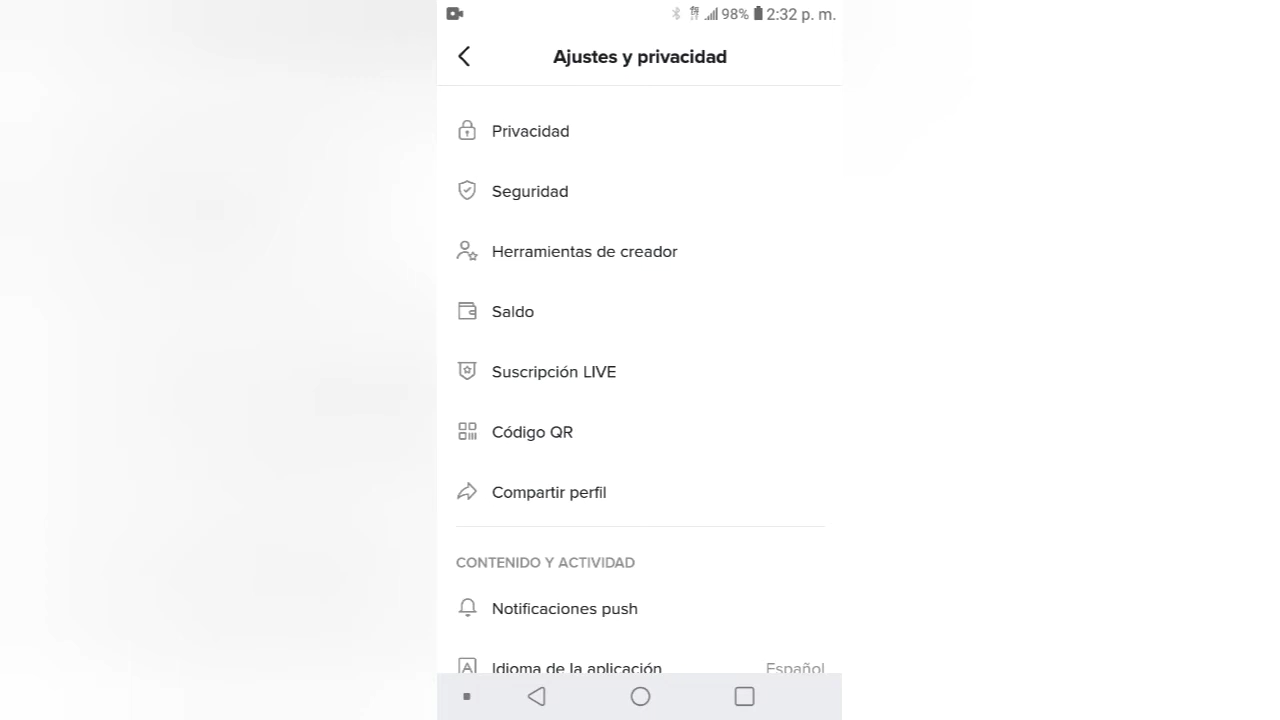 98% 2:32 p. m.
Ajustes y privacidad
Privacidad
Seguridad
Herramientas de creador
Saldo
Suscripción LIVE
Código QR
Compartir perfil
CONTENIDO Y ACTIVIDAD
Notificaciones push
Idioma de la aplicación Español